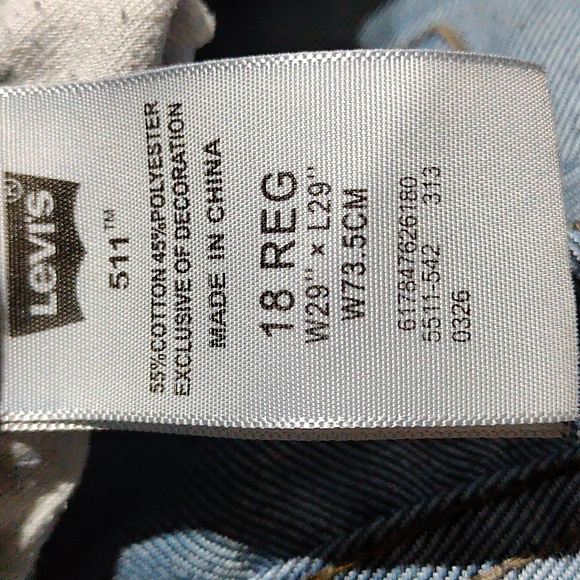 Levi's®
511™
55%COTTON 45%POLYESTER
EXCLUSIVE OF DECORATION
MADE IN CHINA
18 REG
W29" × L29"
W73.5CM
617847626180
5511-542 313
0326